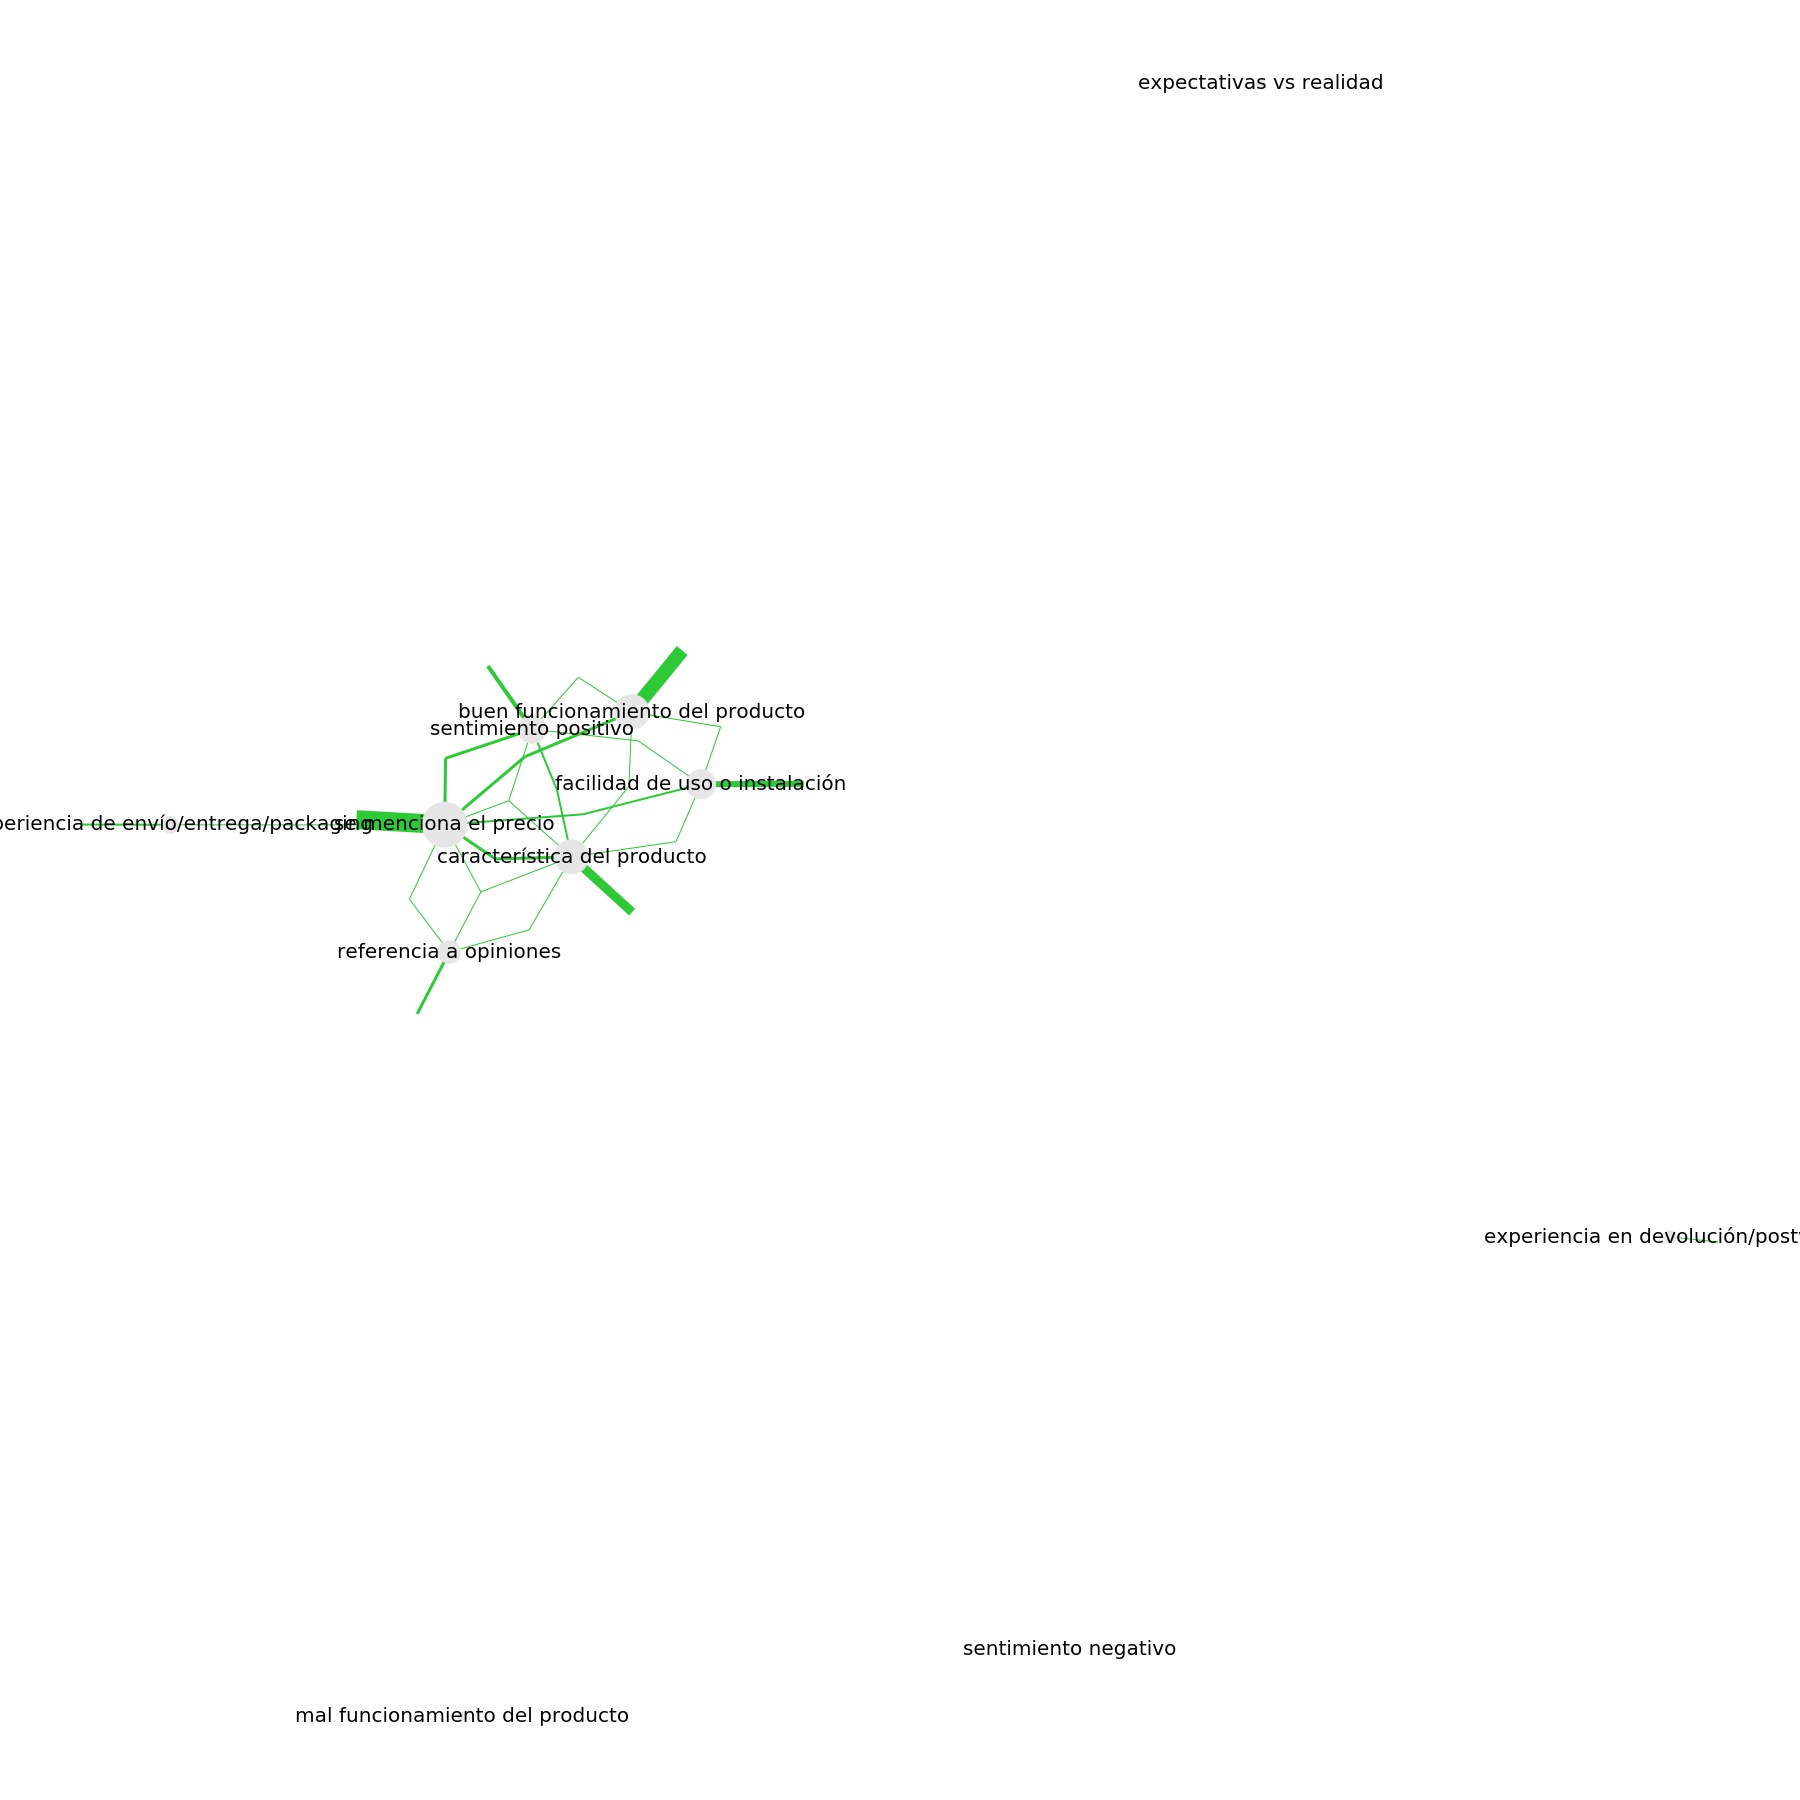 expectativas vs realidad
buen funcionamiento del producto
sentimiento positivo
facilidad de uso o instalación
periencia de envío/entrega/packaging
se menciona el precio
característica del producto
referencia a opiniones
experiencia en devolución/post
sentimiento negativo
mal funcionamiento del producto